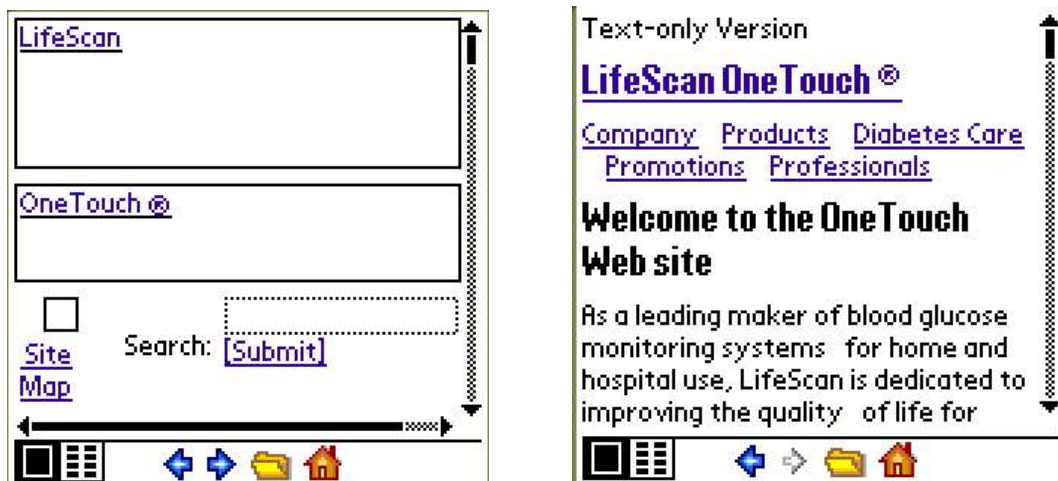 LifeScan
OneTouch ®
Search:
Site
Map
[Submit]
Text-only Version
LifeScan OneTouch ®
Company Products Diabetes Care
Promotions Professionals
Welcome to the OneTouch
Web site
As a leading maker of blood glucose
monitoring systems for home and
hospital use, LifeScan is dedicated to
improving the quality of life for